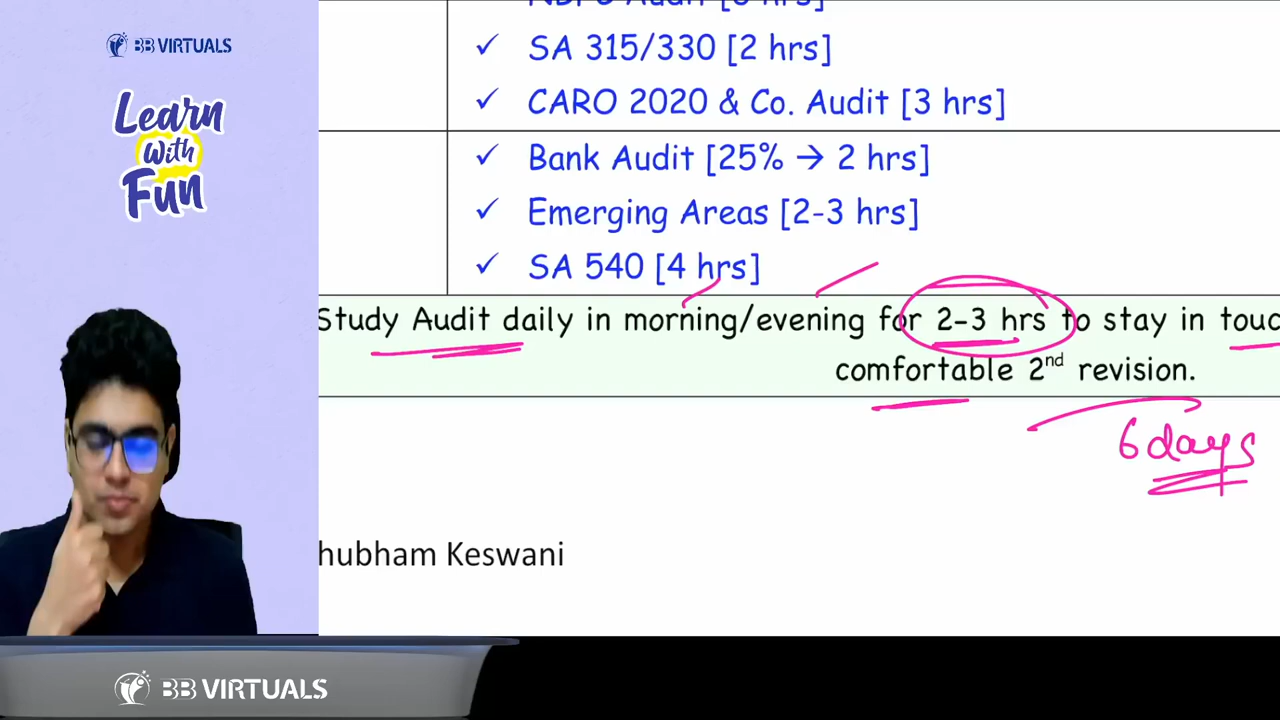 BB VIRTUALS
Learn
With
Fun
Audit
SA 315/330 [2 hrs]
CARO 2020 & Co. Audit [3 hrs]
Bank Audit [25% → 2 hrs]
Emerging Areas [2-3 hrs]
SA 540 [4 hrs]
Study Audit daily in morning/evening for 2-3 hrs to stay in touc
comfortable 2nd revision.
6 days
hubham Keswani
BB VIRTUALS